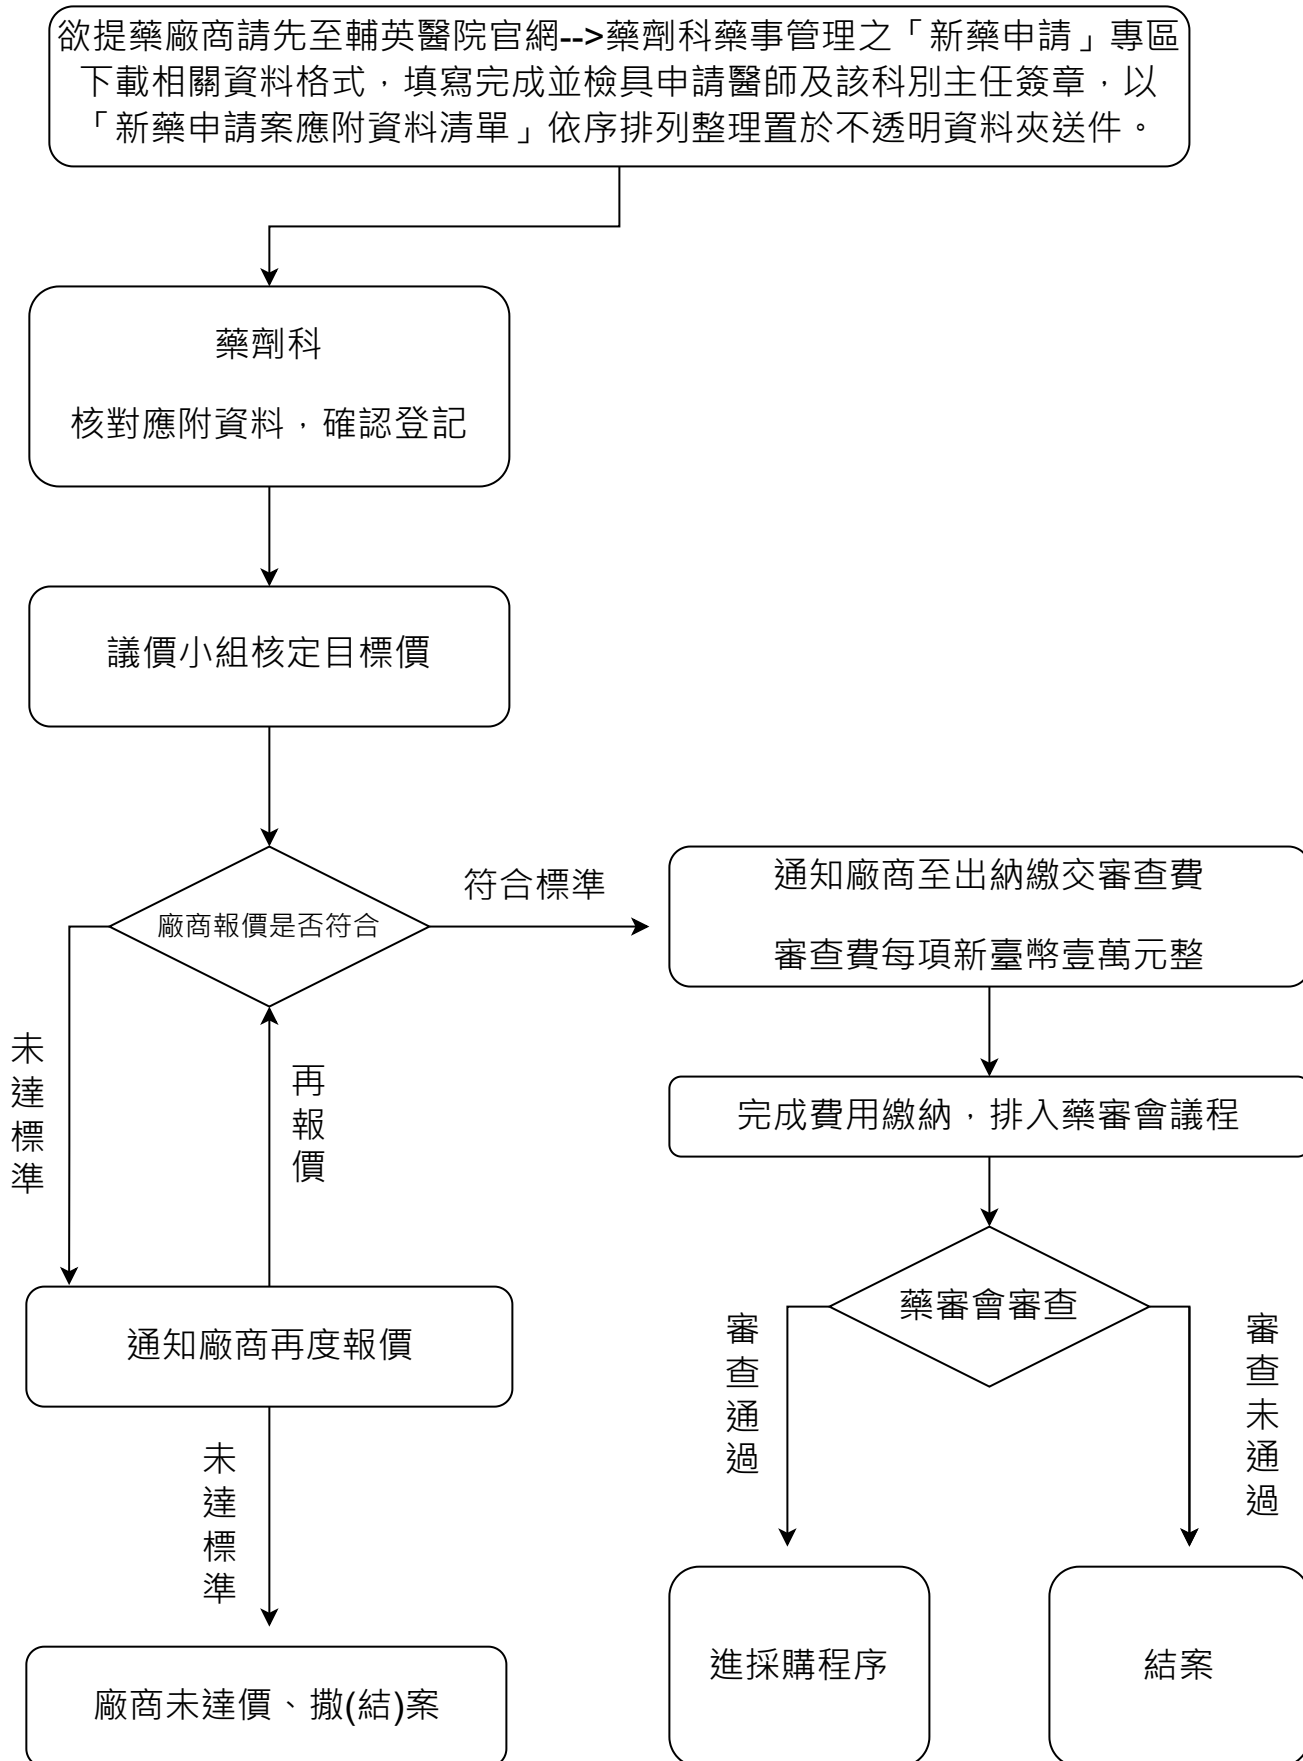 欲提藥廠商請先至輔英醫院官網-->藥劑科藥事管理之「新藥申請」專區
下載相關資料格式，填寫完成並檢具申請醫師及該科別主任簽章，以
「新藥申請案應附資料清單」依序排列整理置於不透明資料夾送件。
藥劑科
核對應附資料，確認登記
議價小組核定目標價
廠商報價是否符合
符合標準
通知廠商至出納繳交審查費
審查費每項新臺幣壹萬元整
未達標準
再報價
完成費用繳納，排入藥審會議程
藥審會審查
通知廠商再度報價
審查通過
審查未通過
未達標準
進採購程序
結案
廠商未達價、撤(結)案